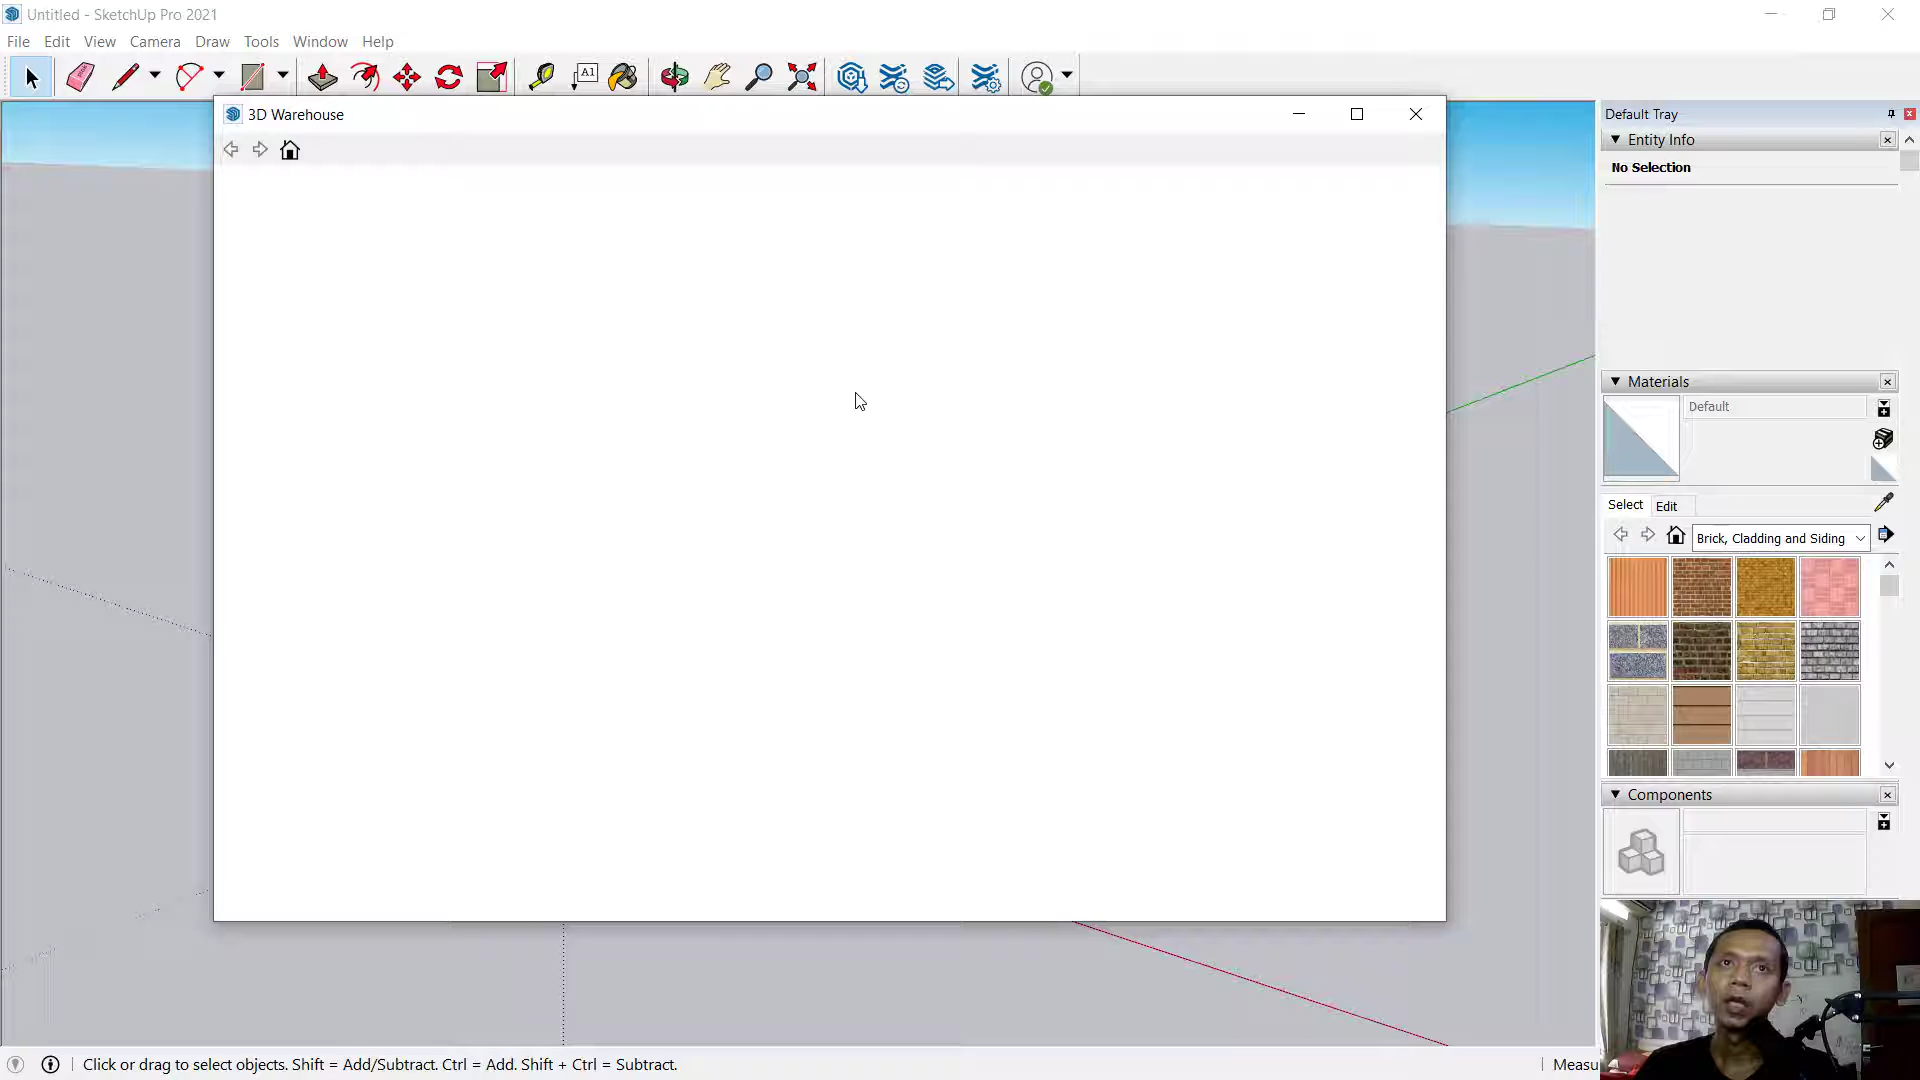 Untitled - SketchUp Pro 2021
File Edit View Camera Draw Tools Window Help
A1
3D Warehouse
Default Tray
Entity Info
No Selection
Materials
Default
Select Edit
Brick, Cladding and Siding
Components
Click or drag to select objects. Shift = Add/Subtract. Ctrl = Add. Shift + Ctrl = Subtract.
Measu